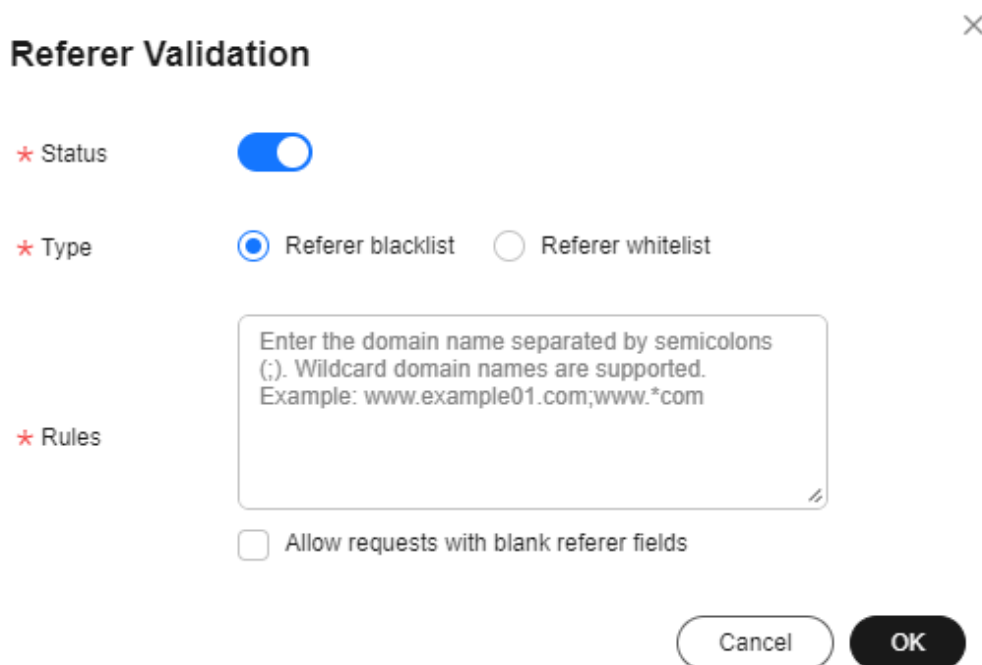 Referer Validation
* Status
* Type
Referer blacklist
Referer whitelist
Enter the domain name separated by semicolons
(;). Wildcard domain names are supported.
Example: www.example01.com;www.*com
* Rules
Allow requests with blank referer fields
Cancel
OK